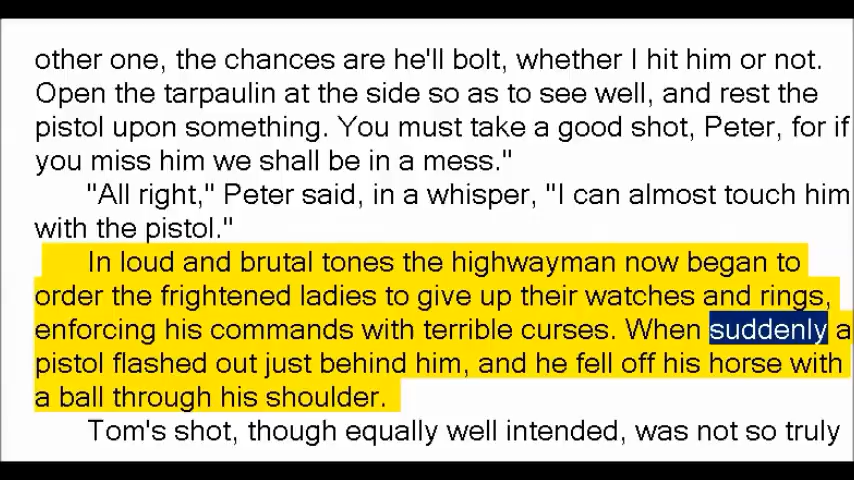 other one, the chances are he'll bolt, whether I hit him or not.
Open the tarpaulin at the side so as to see well, and rest the
pistol upon something. You must take a good shot, Peter, for if
you miss him we shall be in a mess."
"All right," Peter said, in a whisper, "I can almost touch him
with the pistol."
In loud and brutal tones the highwayman now began to
order the frightened ladies to give up their watches and rings,
enforcing his commands with terrible curses. When suddenly a
pistol flashed out just behind him, and he fell off his horse with
a ball through his shoulder.
Tom's shot, though equally well intended, was not so truly